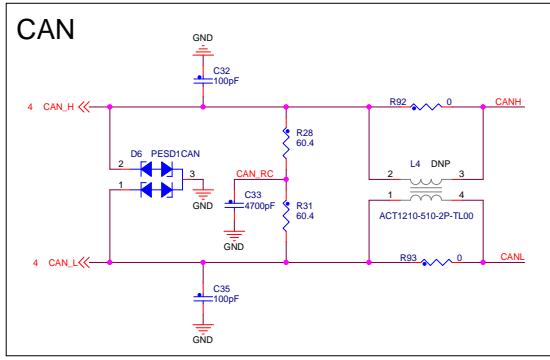 CAN
GND
C32
100pF
4 CAN_H
R92 0
CANH
R28
60.4
D6 PESD1CAN
L4 DNP
2
3
2 3
CAN_RC
1
GND
C33
4700pF
R31
60.4
1 4
ACT1210-510-2P-TL00
GND
4 CAN_L
R93 0
CANL
C35
100pF
GND